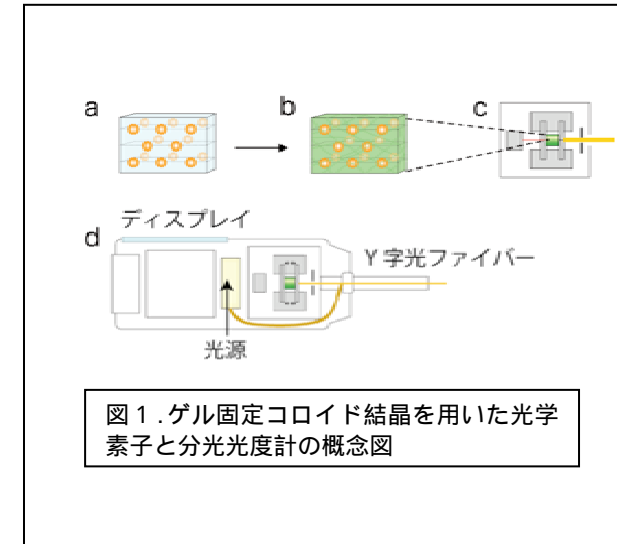 a
b
c
d
ディスプレイ
Y 字光ファイバー
光源
図１.ゲル固定コロイド結晶を用いた光学
素子と分光光度計の概念図